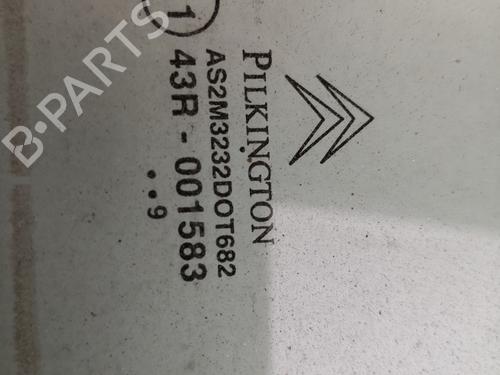 PILKINGTON
AS2M3232DOT682
1
43R - 001583
..9
B-PARTS